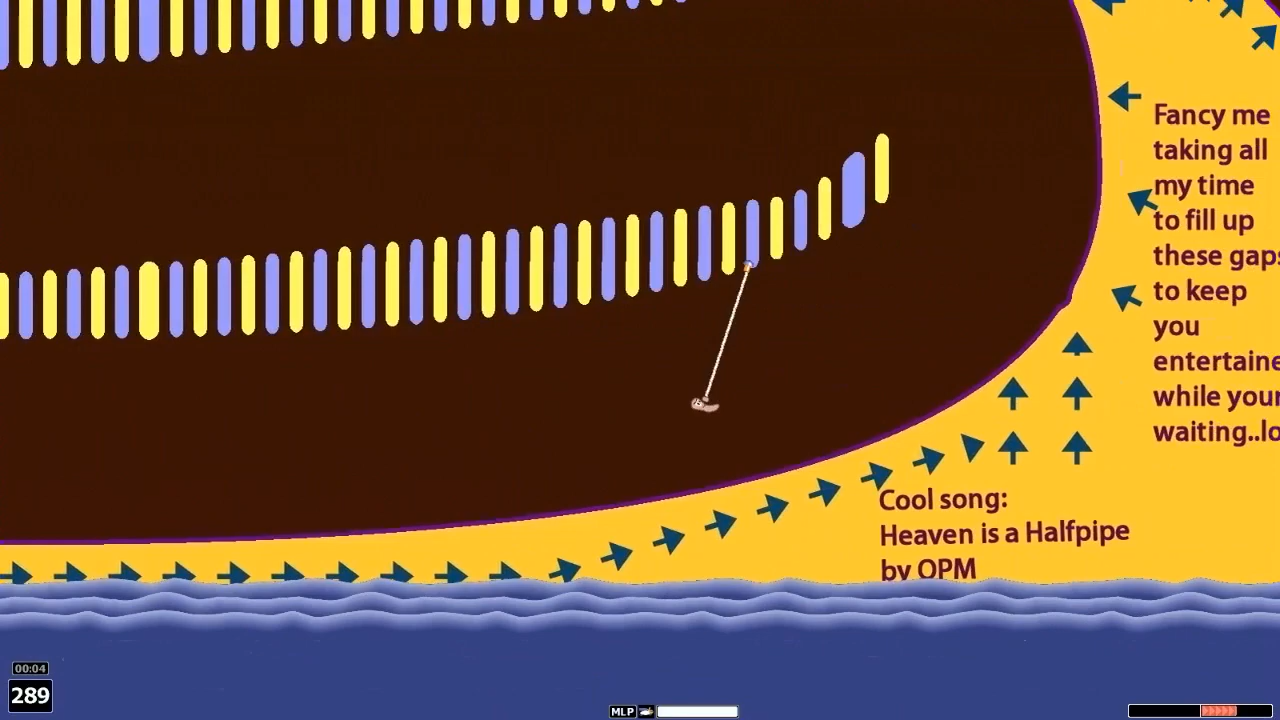 Fancy me
taking all
my time
to fill up
these gaps
to keep
you
entertaine
while your
waiting..lo
Cool song:
Heaven is a Halfpipe
by OPM
00:04
289
MLP